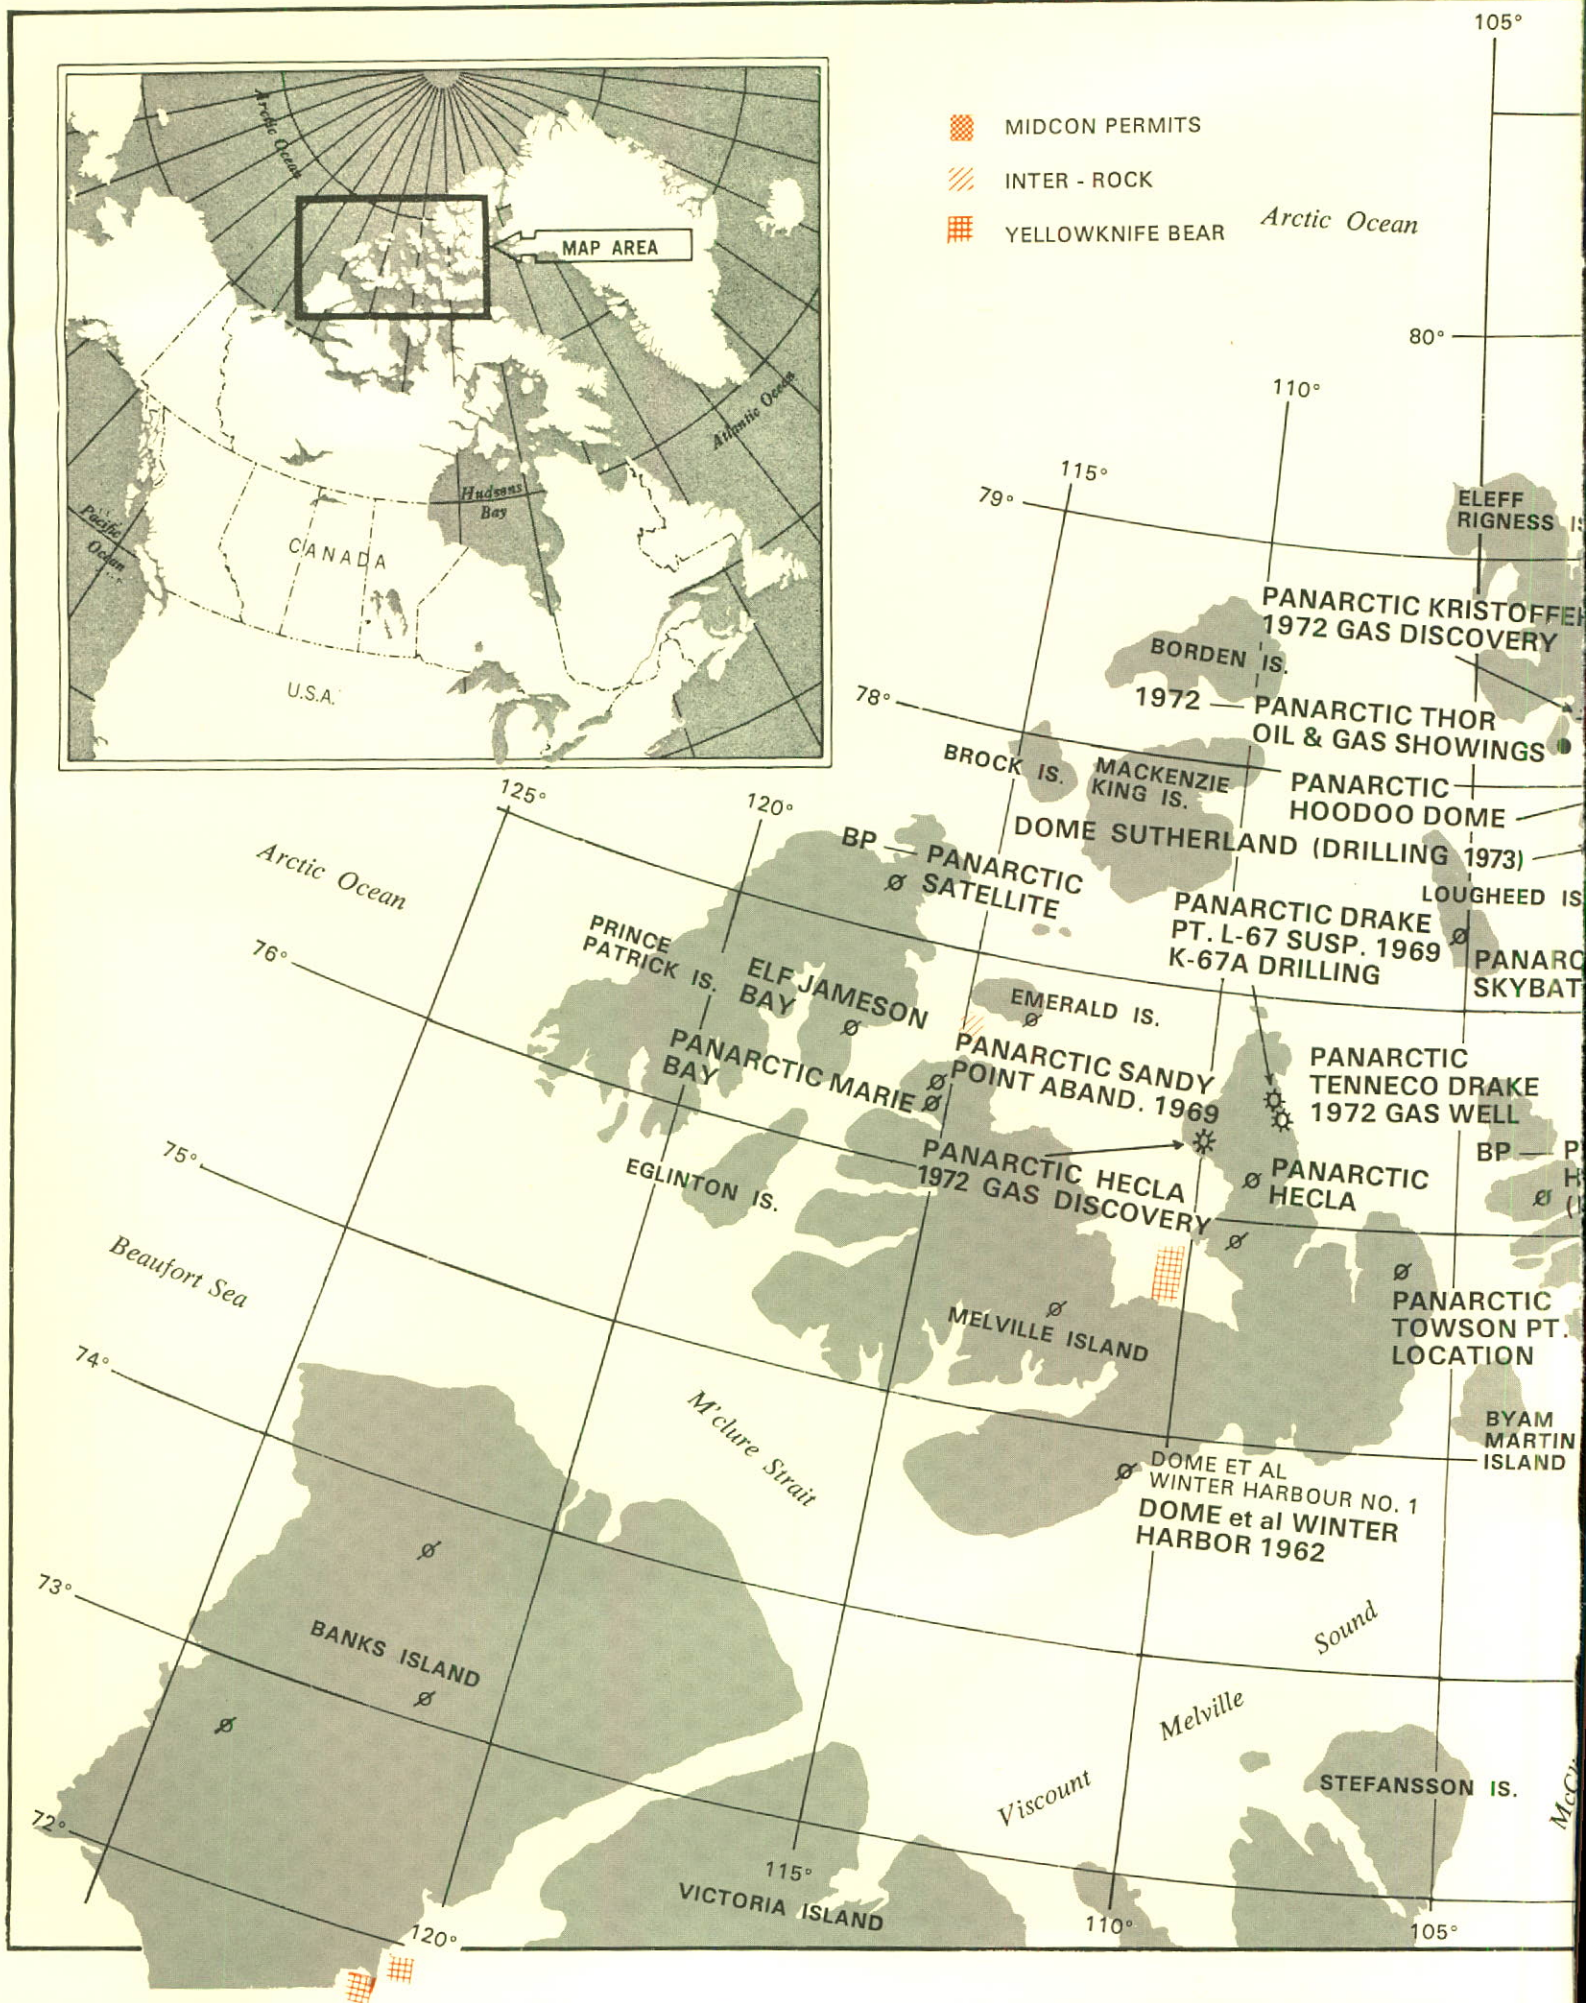 105°
Arctic Ocean
MAP AREA
Atlantic Ocean
Hudsons
Bay
Pacific
Ocean
CANADA
U.S.A.
MIDCON PERMITS
INTER - ROCK
YELLOWKNIFE BEAR
Arctic Ocean
80°
110°
115°
79°
ELEFF
RIGNESS IS
PANARCTIC KRISTOFFER
1972 GAS DISCOVERY
BORDEN IS.
78°
1972 — PANARCTIC THOR
OIL & GAS SHOWINGS
BROCK IS.
MACKENZIE
KING IS.
PANARCTIC
HOODOO DOME
125°
120°
DOME SUTHERLAND (DRILLING 1973)
BP — PANARCTIC
SATELLITE
LOUGHEED IS
Arctic Ocean
PANARCTIC DRAKE
PT. L-67 SUSP. 1969
K-67A DRILLING
PANARC
SKYBAT
76°
PRINCE
PATRICK IS.
ELF JAMESON
BAY
EMERALD IS.
PANARCTIC MARIE
BAY
PANARCTIC SANDY
POINT ABAND. 1969
PANARCTIC
TENNECO DRAKE
1972 GAS WELL
75°
EGLINTON IS.
PANARCTIC HECLA
1972 GAS DISCOVERY
PANARCTIC
HECLA
BP — P
H
Beaufort Sea
MELVILLE ISLAND
PANARCTIC
TOWSON PT.
LOCATION
74°
M'clure Strait
BYAM
MARTIN
ISLAND
DOME ET AL
WINTER HARBOUR NO. 1
DOME et al WINTER
HARBOR 1962
73°
BANKS ISLAND
Sound
Melville
Viscount
STEFANSSON IS.
McCl
72°
115°
VICTORIA ISLAND
120°
110°
105°